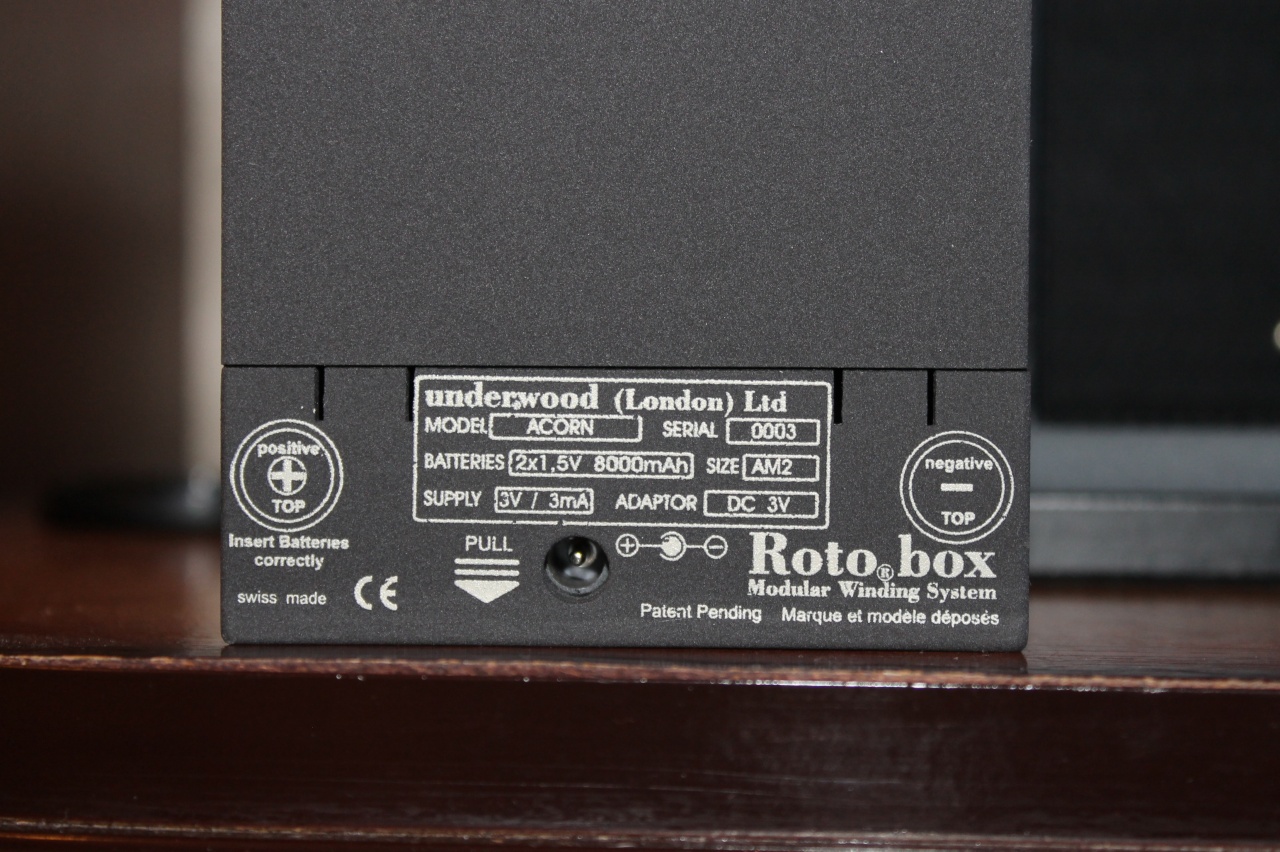 underwood (London) Ltd
MODEL ACORN SERIAL 0003
BATTERIES 2x1,5V 8000mAh SIZE AM2
SUPPLY 3V / 3mA ADAPTOR DC 3V
positive
+
TOP
Insert Batteries
correctly
swiss made
CE
PULL
+ -
negative
-
TOP
Roto®box
Modular Winding System
Patent Pending Marque et modèle déposés